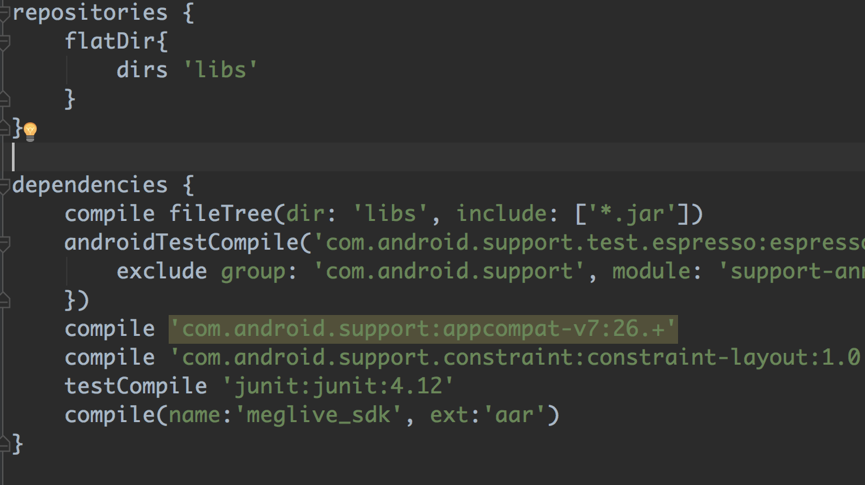 repositories {
    flatDir{
        dirs 'libs'
    }
}
dependencies {
    compile fileTree(dir: 'libs', include: ['*.jar'])
    androidTestCompile('com.android.support.test.espresso:espresso
        exclude group: 'com.android.support', module: 'support-ann
    })
    compile 'com.android.support:appcompat-v7:26.+'
    compile 'com.android.support.constraint:constraint-layout:1.0
    testCompile 'junit:junit:4.12'
    compile(name:'meglive_sdk', ext:'aar')
}